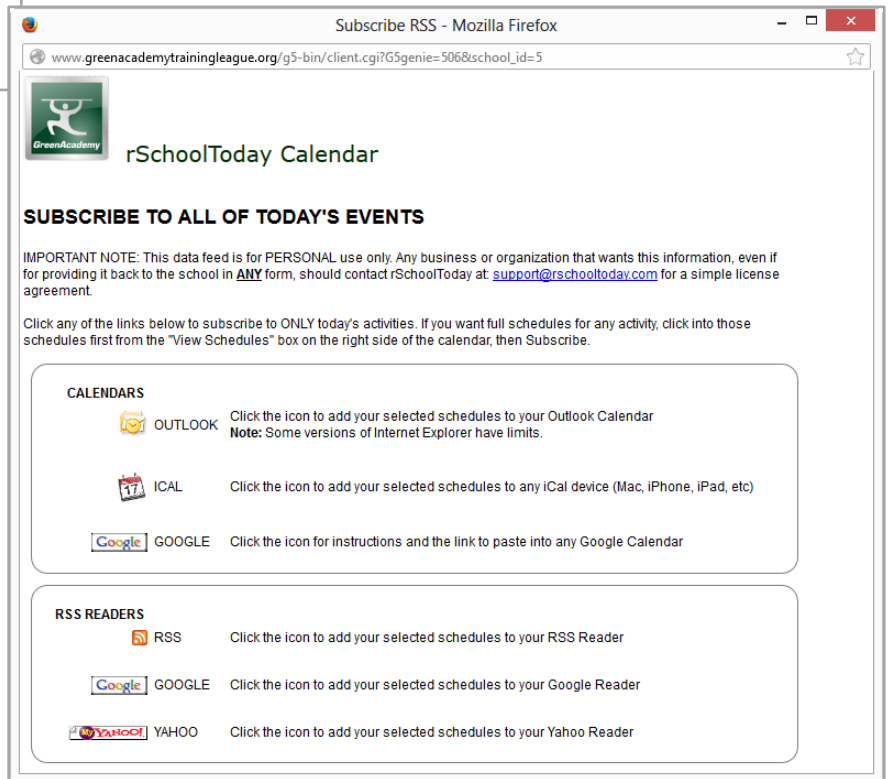 Subscribe RSS - Mozilla Firefox
www.greenacademytrainingleague.org/g5-bin/client.cgi?G5genie=506&school_id=5
GreenAcademy
rSchoolToday Calendar
SUBSCRIBE TO ALL OF TODAY'S EVENTS
IMPORTANT NOTE: This data feed is for PERSONAL use only. Any business or organization that wants this information, even if
for providing it back to the school in ANY form, should contact rSchoolToday at: support@rschooltoday.com for a simple license
agreement.
Click any of the links below to subscribe to ONLY today's activities. If you want full schedules for any activity, click into those
schedules first from the "View Schedules" box on the right side of the calendar, then Subscribe.
CALENDARS
OUTLOOK Click the icon to add your selected schedules to your Outlook Calendar
Note: Some versions of Internet Explorer have limits.
17 ICAL Click the icon to add your selected schedules to any iCal device (Mac, iPhone, iPad, etc)
Google GOOGLE Click the icon for instructions and the link to paste into any Google Calendar
RSS READERS
RSS Click the icon to add your selected schedules to your RSS Reader
Google GOOGLE Click the icon to add your selected schedules to your Google Reader
MY YAHOO! YAHOO Click the icon to add your selected schedules to your Yahoo Reader